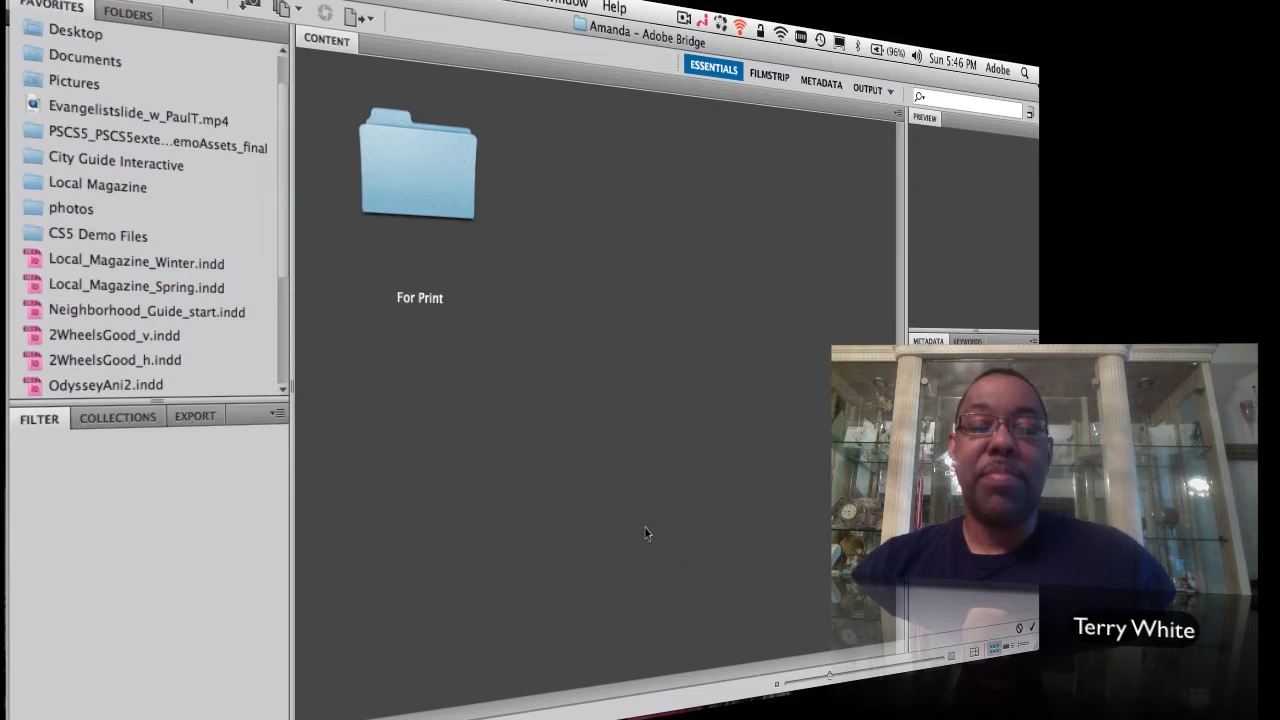 Window Help
Amanda – Adobe Bridge
(96%) Sun 5:46 PM Adobe
FAVORITES FOLDERS
Desktop
Documents
Pictures
Evangelistslide_w_PaulT.mp4
PSCS5_PSCS5exte...emoAssets_final
City Guide Interactive
Local Magazine
photos
CS5 Demo Files
Local_Magazine_Winter.indd
Local_Magazine_Spring.indd
Neighborhood_Guide_start.indd
2WheelsGood_v.indd
2WheelsGood_h.indd
OdysseyAni2.indd
FILTER COLLECTIONS EXPORT
CONTENT
ESSENTIALS FILMSTRIP METADATA OUTPUT
For Print
PREVIEW
METADATA KEYWORDS
Terry White